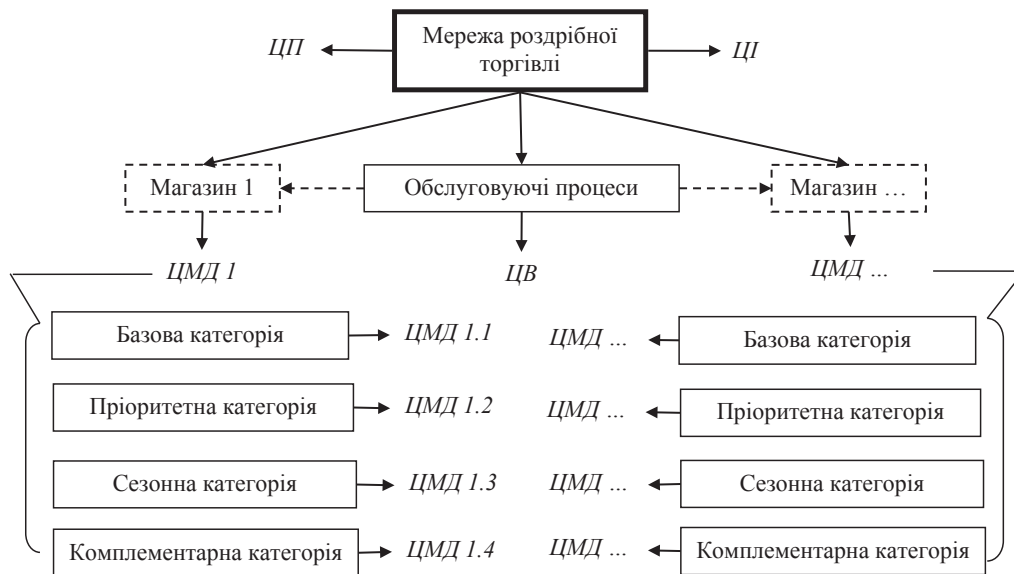 ЦП
Мережа роздрібної
торгівлі
ЦІ
Магазин 1
Обслуговуючі процеси
Магазин …
ЦМД 1
ЦВ
ЦМД …
Базова категорія
ЦМД 1.1
ЦМД …
Базова категорія
Пріоритетна категорія
ЦМД 1.2
ЦМД …
Пріоритетна категорія
Сезонна категорія
ЦМД 1.3
ЦМД …
Сезонна категорія
Комплементарна категорія
ЦМД 1.4
ЦМД …
Комплементарна категорія